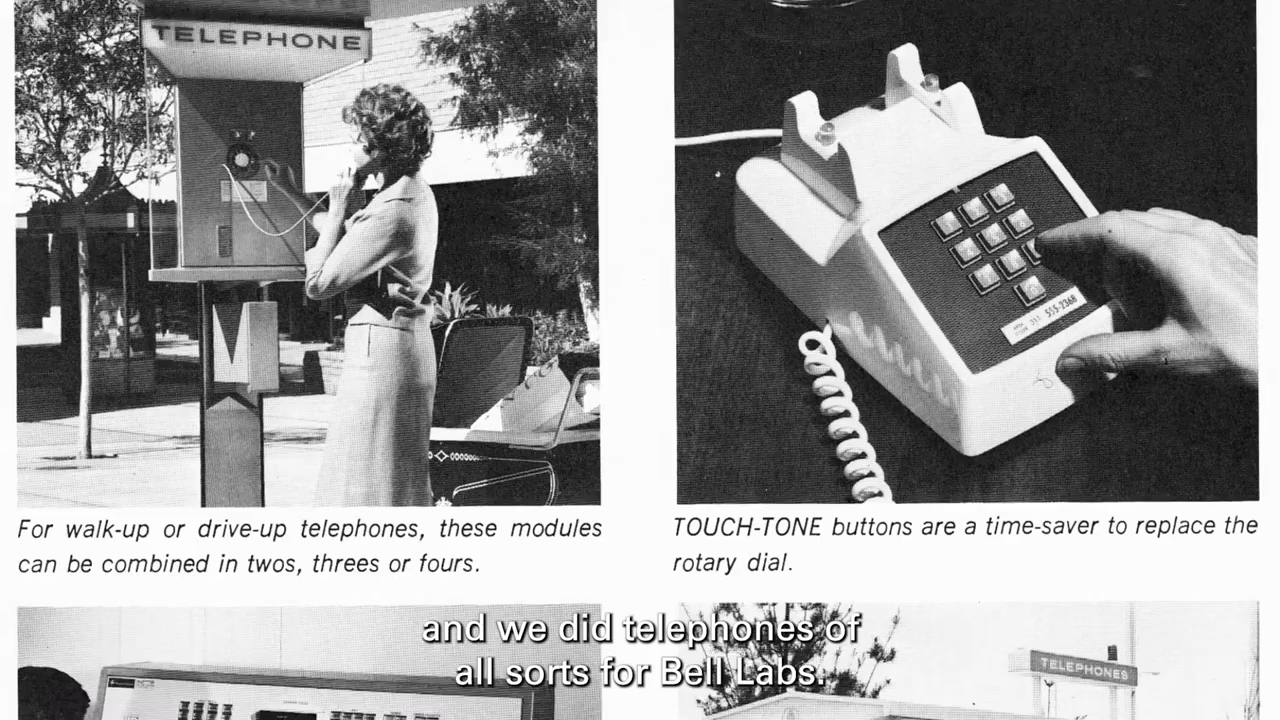 TELEPHONE
555-2368
For walk-up or drive-up telephones, these modules
can be combined in twos, threes or fours.
TOUCH-TONE buttons are a time-saver to replace the
rotary dial.
TELEPHONES
and we did telephones of
all sorts for Bell Labs.